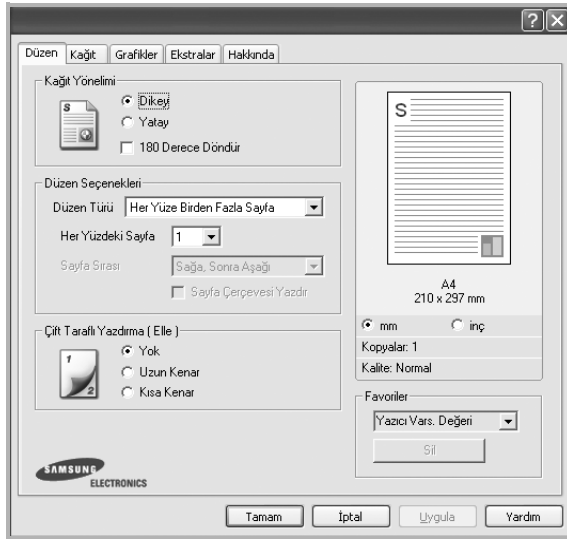 Düzen Kağıt Grafikler Ekstralar Hakkında
Kağıt Yönelimi
S
Dikey
Yatay
180 Derece Döndür
Düzen Seçenekleri
Düzen Türü Her Yüze Birden Fazla Sayfa
Her Yüzdeki Sayfa 1
Sayfa Sırası Sağa, Sonra Aşağı
Sayfa Çerçevesi Yazdır
Çift Taraflı Yazdırma ( Elle )
1
2
Yok
Uzun Kenar
Kısa Kenar
SAMSUNG
ELECTRONICS
S
A4
210 x 297 mm
mm inç
Kopyalar: 1
Kalite: Normal
Favoriler
Yazıcı Vars. Değeri
Sil
Tamam İptal Uygula Yardım